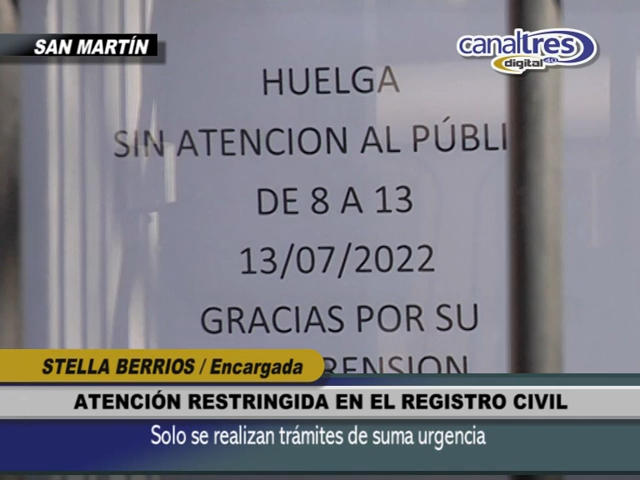 SAN MARTÍN
canaltres
digital
HUELGA
SIN ATENCION AL PÚBLI
DE 8 A 13
13/07/2022
GRACIAS POR SU
RENSION
STELLA BERRIOS / Encargada
ATENCIÓN RESTRINGIDA EN EL REGISTRO CIVIL
Solo se realizan trámites de suma urgencia